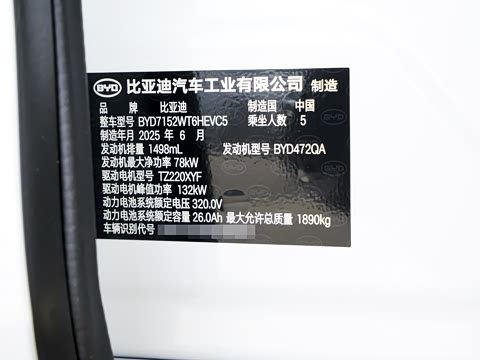 BYD 比亚迪汽车工业有限公司 制造
品 牌 比亚迪 制造国 中国
整车型号 BYD7152WT6HEVC5 乘坐人数 5
制造年月 2025 年 6 月
发动机排量 1498mL 发动机型号 BYD472QA
发动机最大净功率 78kW
驱动电机型号 TZ220XYF
驱动电机峰值功率 132kW
动力电池系统额定电压 320.0V
动力电池系统额定容量 26.0Ah 最大允许总质量 1890kg
车辆识别代号